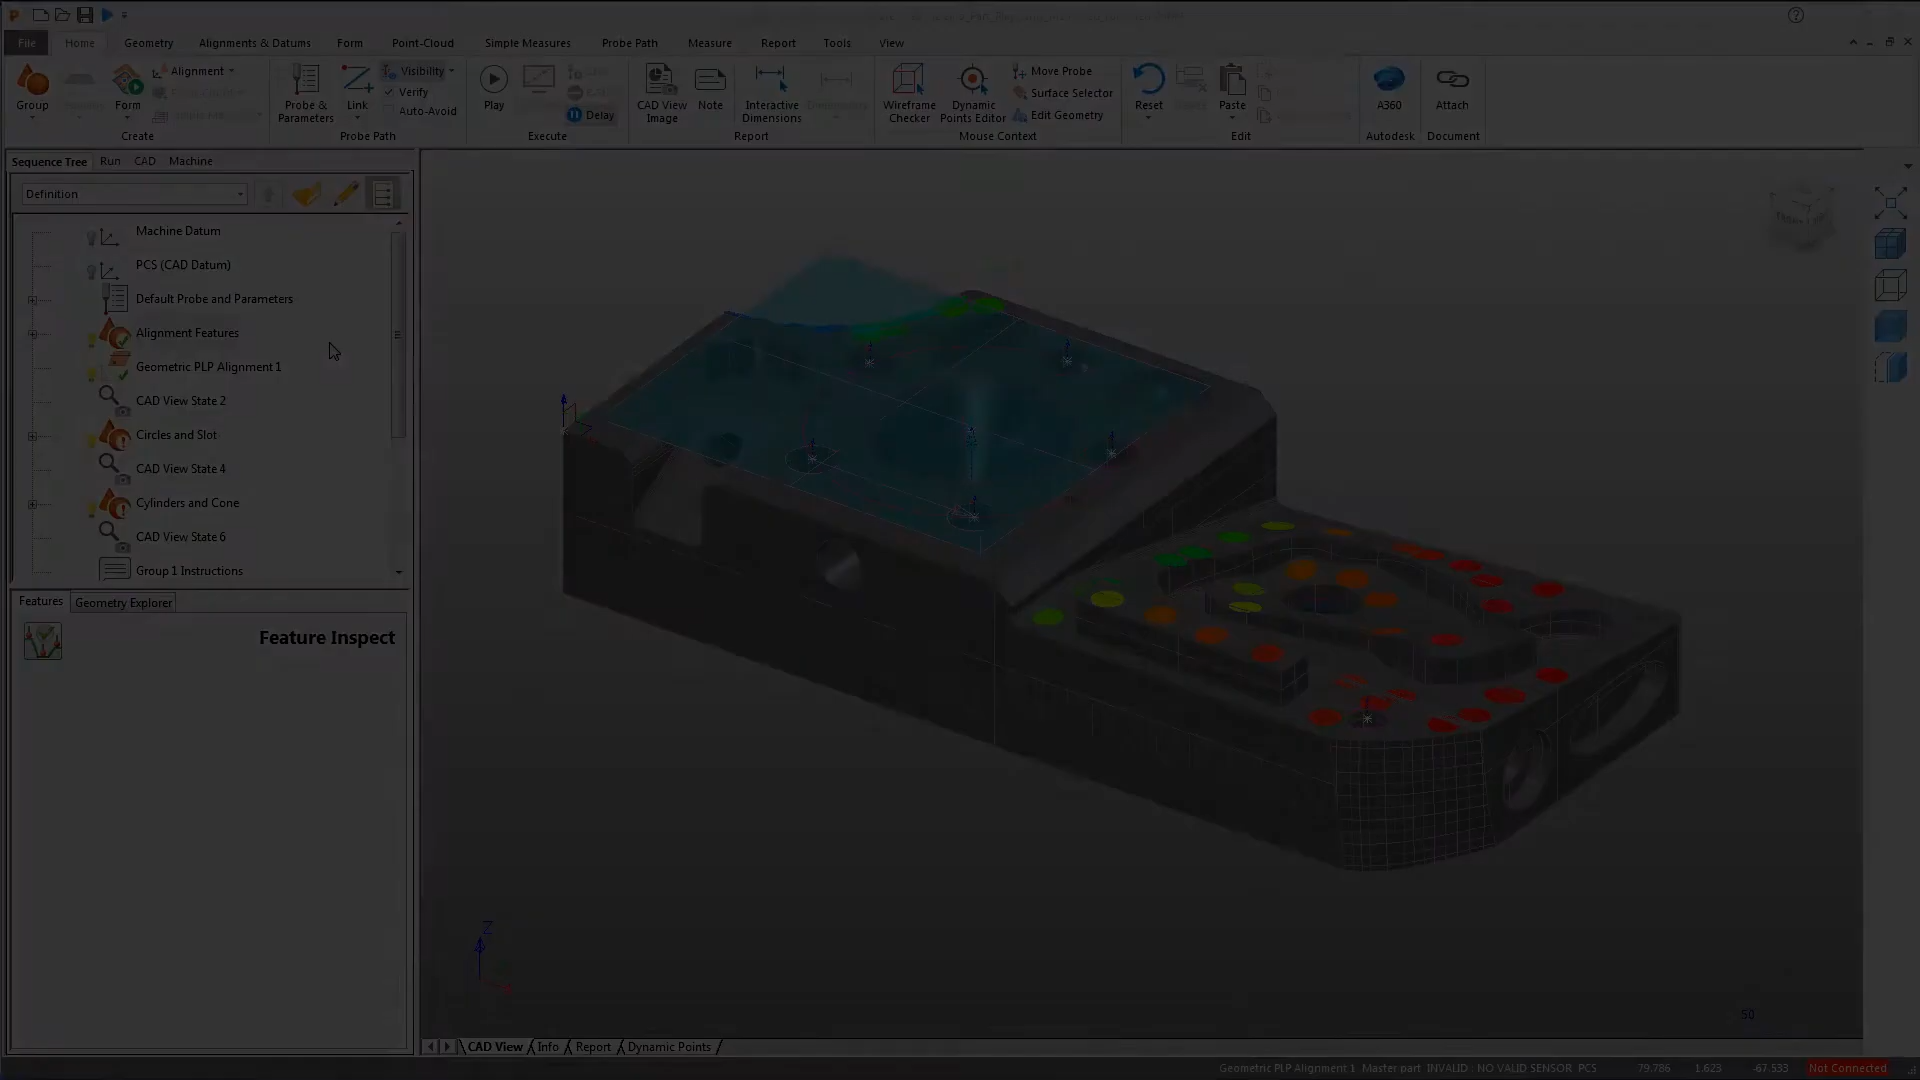 File Home Geometry Alignments & Datums Form Point-Cloud Simple Measures Probe Path Measure Report Tools View
Group
Form
Alignment
Create
Probe & Parameters
Link
Visibility
Verify
Auto-Avoid
Probe Path
Play
Delay
Execute
CAD View Image
Note
Interactive Dimensions
Report
Wireframe Checker
Dynamic Points Editor
Move Probe
Surface Selector
Edit Geometry
Mouse Context
Reset
Paste
Edit
A360
Autodesk
Attach
Document
Sequence Tree Run CAD Machine
Definition
Machine Datum
PCS (CAD Datum)
Default Probe and Parameters
Alignment Features
Geometric PLP Alignment 1
CAD View State 2
Circles and Slot
CAD View State 4
Cylinders and Cone
CAD View State 6
Group 1 Instructions
Features Geometry Explorer
Feature Inspect
Z
50
CAD View Info Report Dynamic Points
Geometric PLP Alignment 1 Master part INVALID : NO VALID SENSOR PCS 79.786 1.623 -67.533 Not Connected